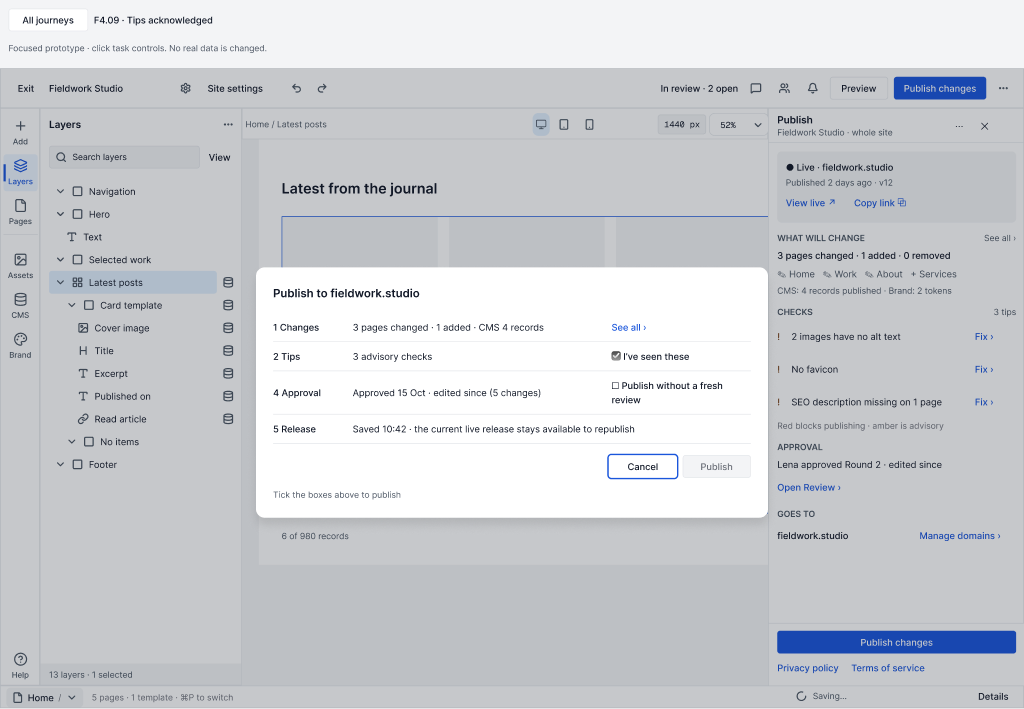 All journeys
F4.09 · Tips acknowledged
Focused prototype · click task controls. No real data is changed.
Exit
Fieldwork Studio
Site settings
In review · 2 open
Preview
Publish changes
Add
Layers
Pages
Assets
CMS
Brand
Help
Layers
Search layers
View
Navigation
Hero
Text
Selected work
Latest posts
Card template
Cover image
Title
Excerpt
Published on
Read article
No items
Footer
13 layers · 1 selected
Home / Latest posts
1440 px
52%
Latest from the journal
6 of 980 records
Publish to fieldwork.studio
1 Changes
3 pages changed · 1 added · CMS 4 records
See all ›
2 Tips
3 advisory checks
I've seen these
4 Approval
Approved 15 Oct · edited since (5 changes)
Publish without a fresh
review
5 Release
Saved 10:42 · the current live release stays available to republish
Cancel
Publish
Tick the boxes above to publish
Publish
Fieldwork Studio · whole site
Live · fieldwork.studio
Published 2 days ago · v12
View live ↗
Copy link
WHAT WILL CHANGE
See all ›
3 pages changed · 1 added · 0 removed
✎ Home ✎ Work ✎ About + Services
CMS: 4 records published · Brand: 2 tokens
CHECKS
3 tips
! 2 images have no alt text
Fix ›
! No favicon
Fix ›
! SEO description missing on 1 page
Fix ›
Red blocks publishing · amber is advisory
APPROVAL
Lena approved Round 2 · edited since
Open Review ›
GOES TO
fieldwork.studio
Manage domains ›
Publish changes
Privacy policy
Terms of service
Home /
5 pages · 1 template · ⌘P to switch
Saving...
Details